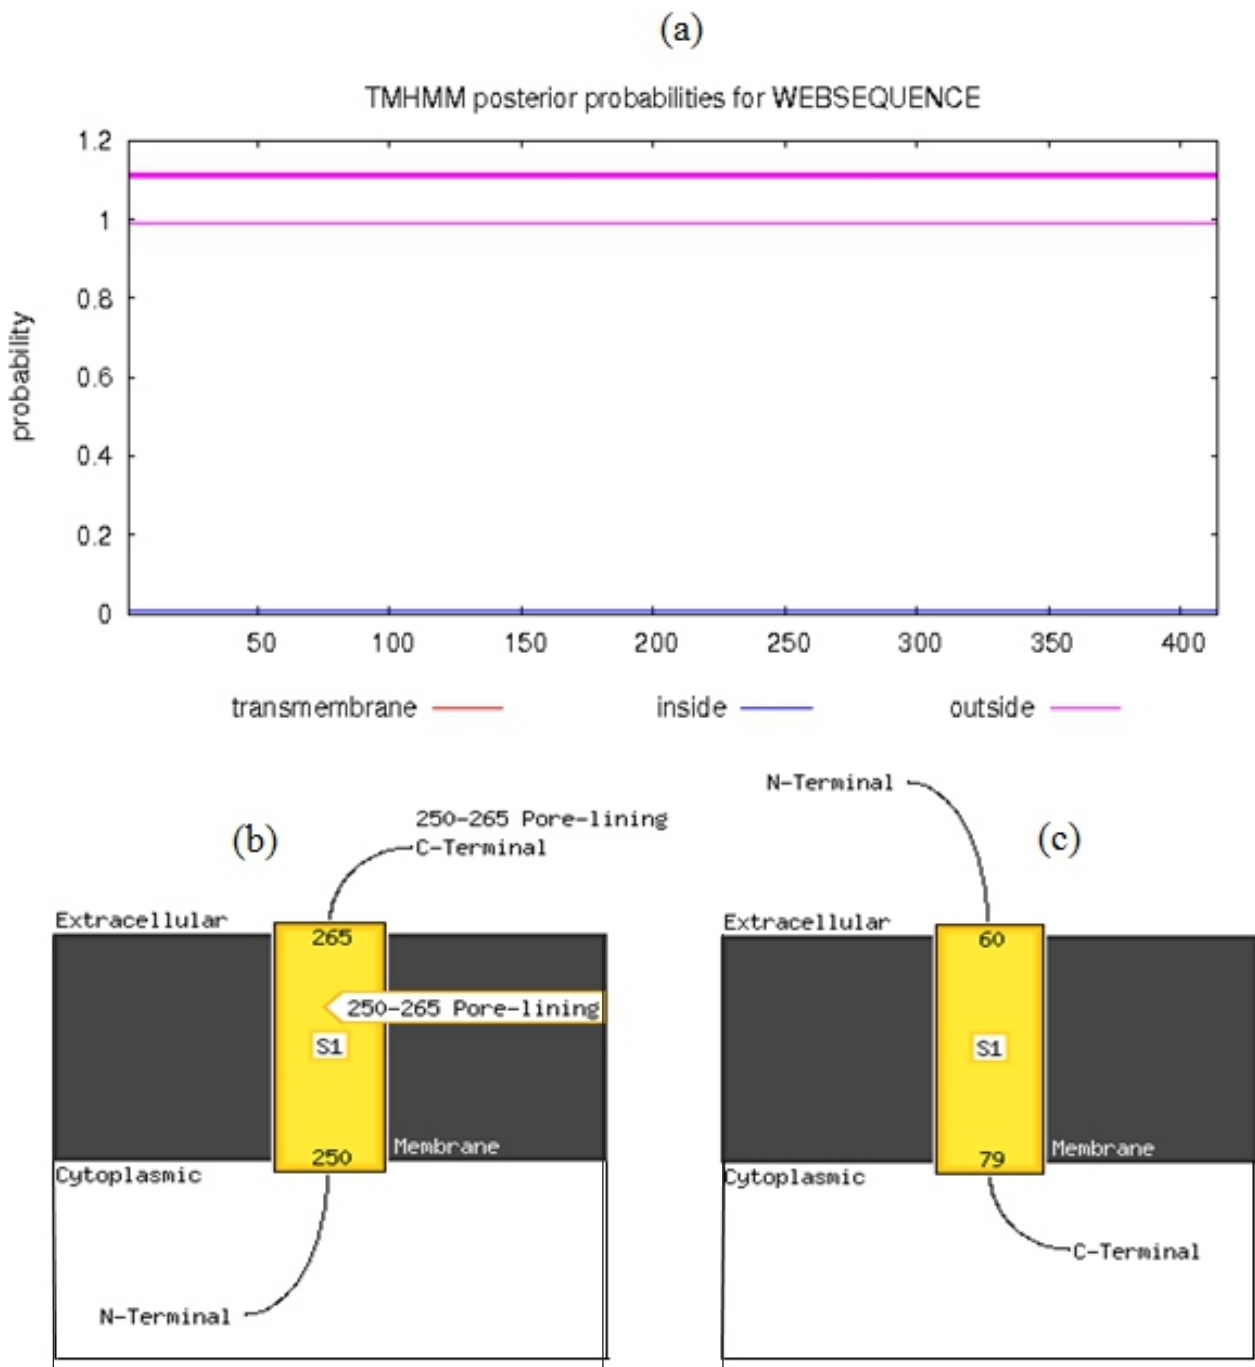 (a)
TMHMM posterior probabilities for WEBSEQUENCE
1.2
1
0.8
0.6
0.4
0.2
0
probability
50 100 150 200 250 300 350 400
transmembrane inside outside
(b)
250-265 Pore-lining
C-Terminal
Extracellular
265
250-265 Pore-lining
S1
Membrane
250
Cytoplasmic
N-Terminal
(c)
N-Terminal
Extracellular
60
S1
Membrane
79
Cytoplasmic
C-Terminal